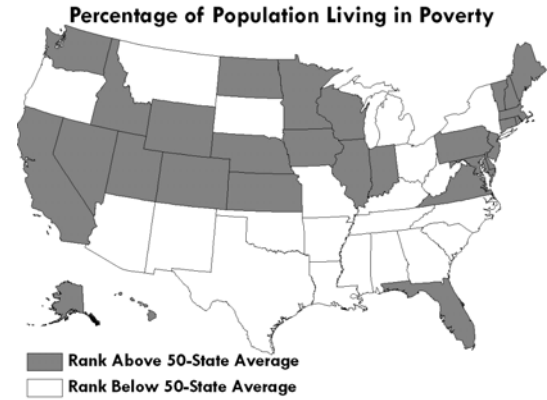 Percentage of Population Living in Poverty
Rank Above 50-State Average
Rank Below 50-State Average